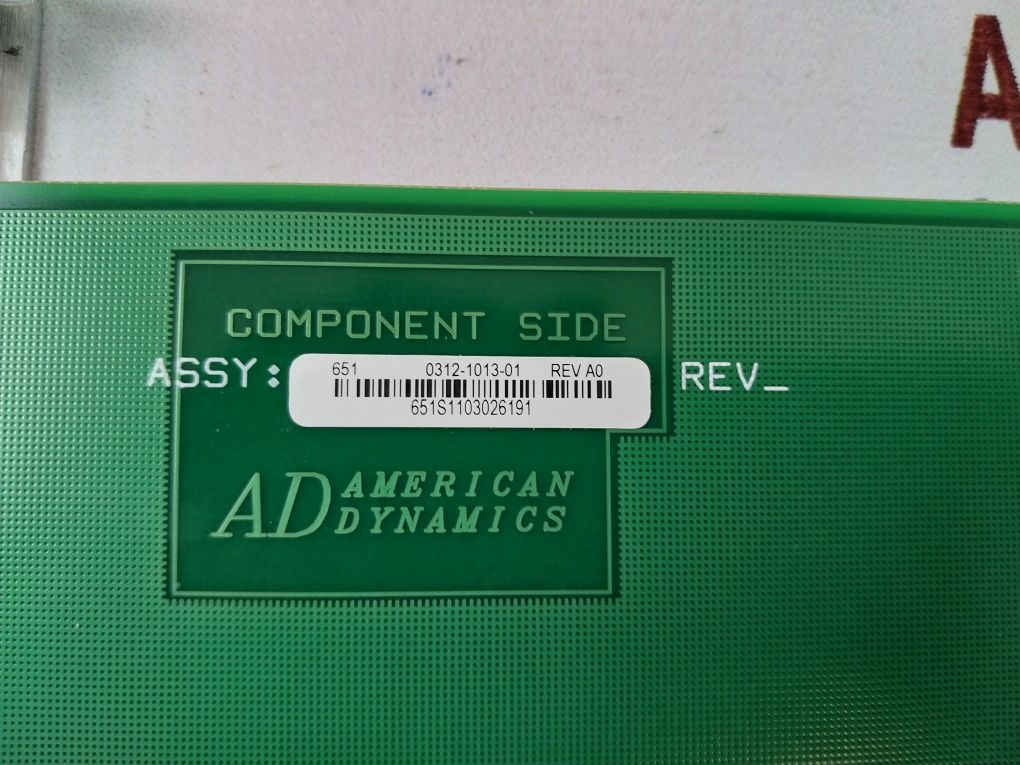 A
COMPONENT SIDE
ASSY: 651 0312-1013-01 REV A0 REV_
651S1103026191
AD AMERICAN
DYNAMICS